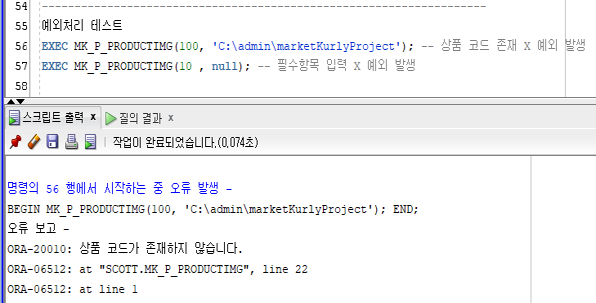 54 ----------------------------------------------------------------
55 예외처리 테스트
56 EXEC MK_P_PRODUCTIMG(100, 'C:\admin\marketKurlyProject'); -- 상품 코드 존재 X 예외 발생
57 EXEC MK_P_PRODUCTIMG(10 , null); -- 필수항목 입력 X 예외 발생
58
스크립트 출력 x 질의 결과 x
작업이 완료되었습니다.(0,074초)
명령의 56 행에서 시작하는 중 오류 발생 -
BEGIN MK_P_PRODUCTIMG(100, 'C:\admin\marketKurlyProject'); END;
오류 보고 -
ORA-20010: 상품 코드가 존재하지 않습니다.
ORA-06512: at "SCOTT.MK_P_PRODUCTIMG", line 22
ORA-06512: at line 1